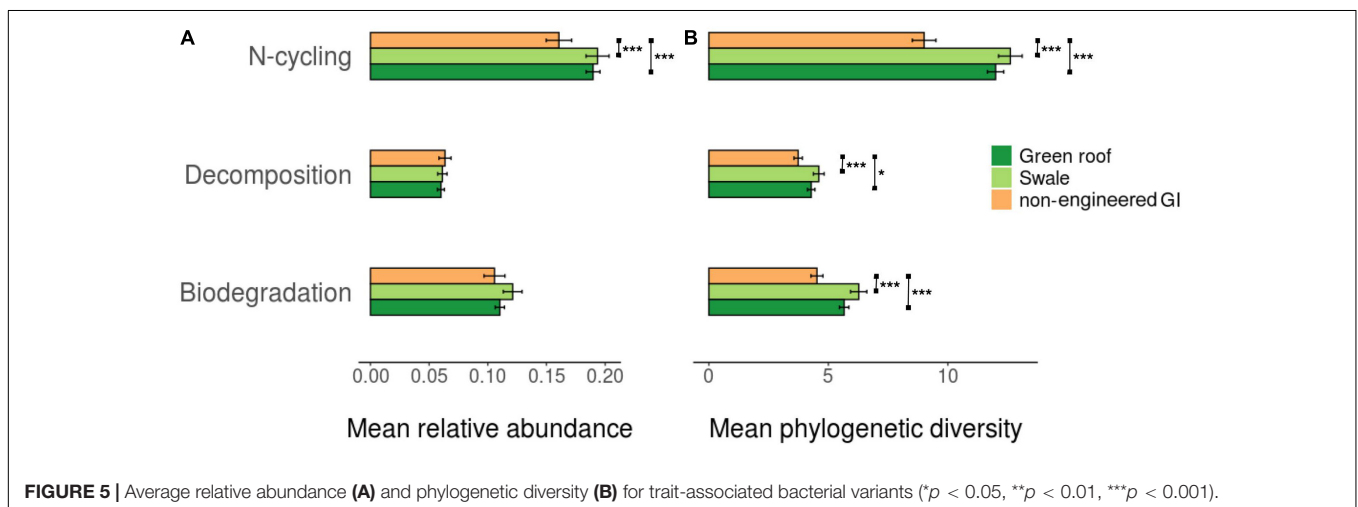 A
B
N-cycling
***
***
***
***
Decomposition
***
*
Green roof
Swale
non-engineered GI
Biodegradation
***
***
0.00 0.05 0.10 0.15 0.20
0 5 10
Mean relative abundance
Mean phylogenetic diversity
FIGURE 5 | Average relative abundance (A) and phylogenetic diversity (B) for trait-associated bacterial variants (*p < 0.05, **p < 0.01, ***p < 0.001).